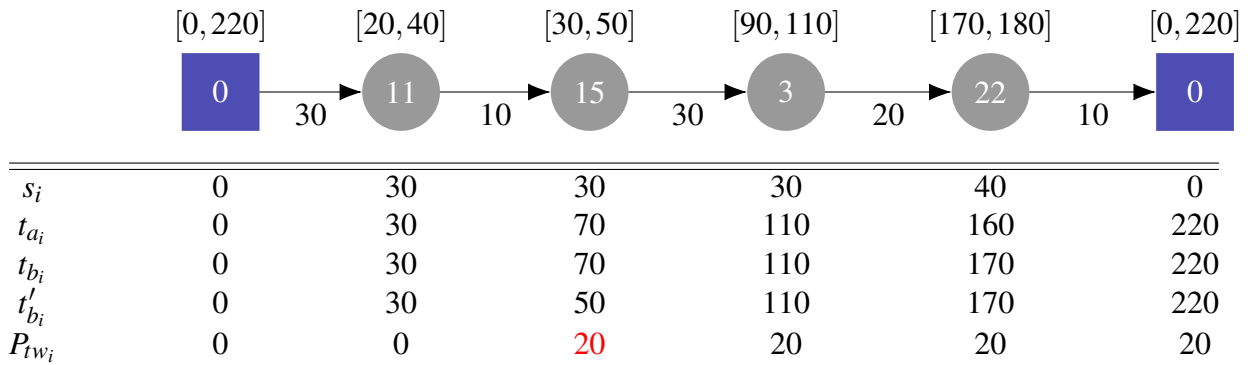 [0, 220] [20, 40] [30, 50] [90, 110] [170, 180] [0, 220]
0 11 15 3 22 0
30 10 30 20 10
s_i 0 30 30 30 40 0
t_{a_i} 0 30 70 110 160 220
t_{b_i} 0 30 70 110 170 220
t'_{b_i} 0 30 50 110 170 220
P_{tw_i} 0 0 20 20 20 20